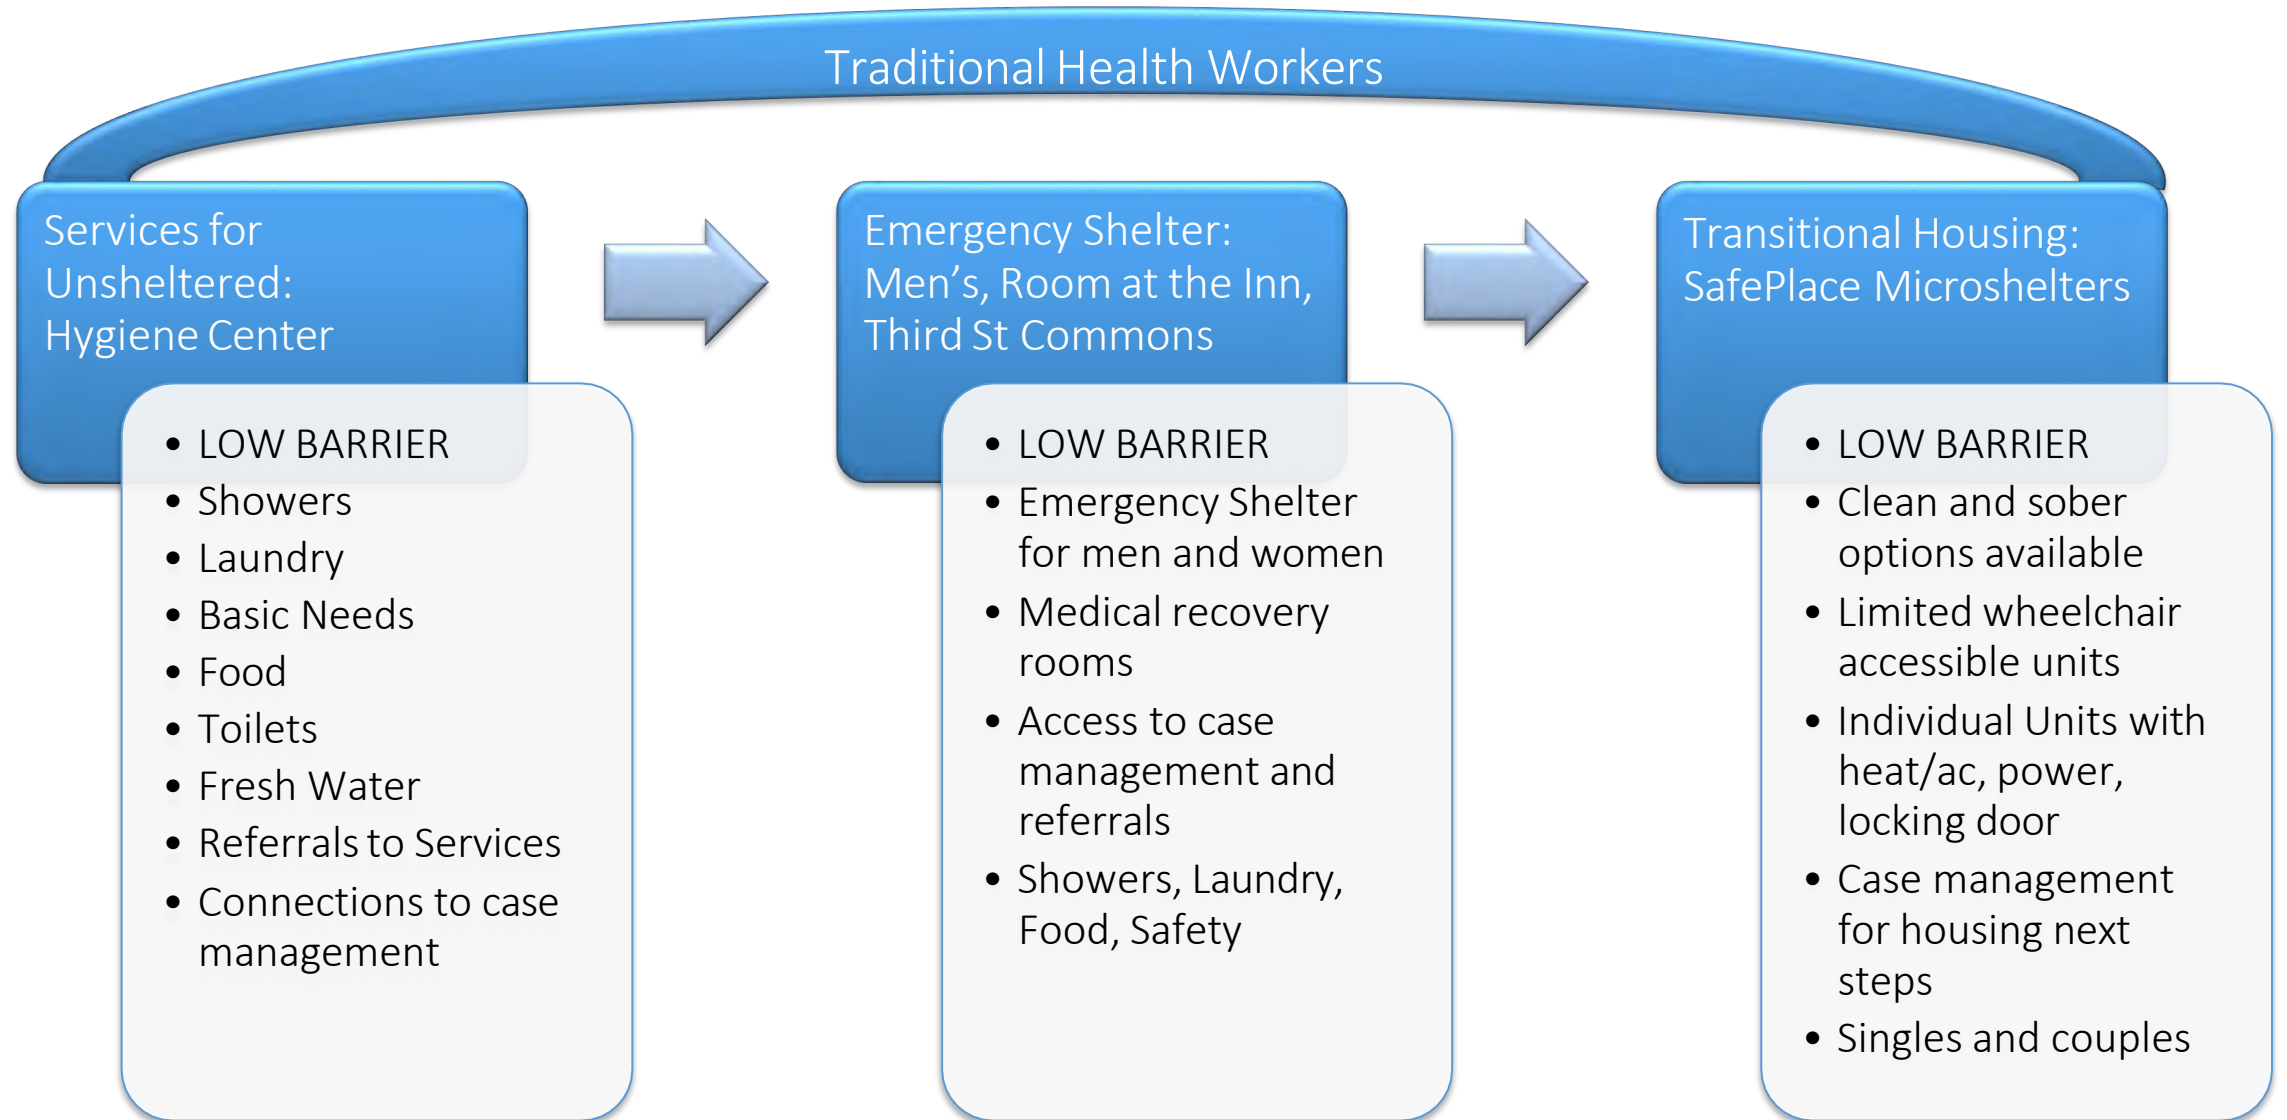 Traditional Health Workers
Services for
Unsheltered:
Hygiene Center
• LOW BARRIER
• Showers
• Laundry
• Basic Needs
• Food
• Toilets
• Fresh Water
• Referrals to Services
• Connections to case
management
Emergency Shelter:
Men’s, Room at the Inn,
Third St Commons
• LOW BARRIER
• Emergency Shelter
for men and women
• Medical recovery
rooms
• Access to case
management and
referrals
• Showers, Laundry,
Food, Safety
Transitional Housing:
SafePlace Microshelters
• LOW BARRIER
• Clean and sober
options available
• Limited wheelchair
accessible units
• Individual Units with
heat/ac, power,
locking door
• Case management
for housing next
steps
• Singles and couples